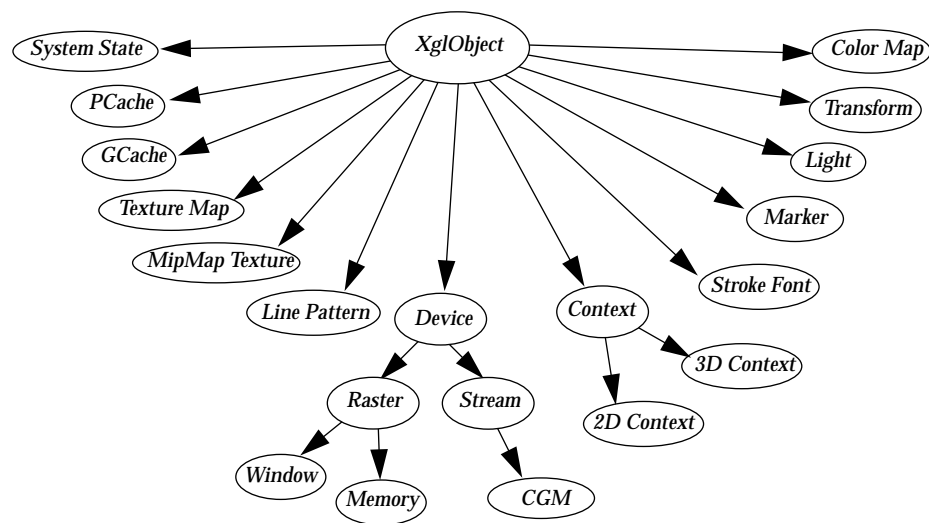 XglObject
System State
Color Map
PCache
Transform
GCache
Light
Texture Map
Marker
MipMap Texture
Stroke Font
Line Pattern
Device
Context
3D Context
Raster
Stream
2D Context
Window
Memory
CGM